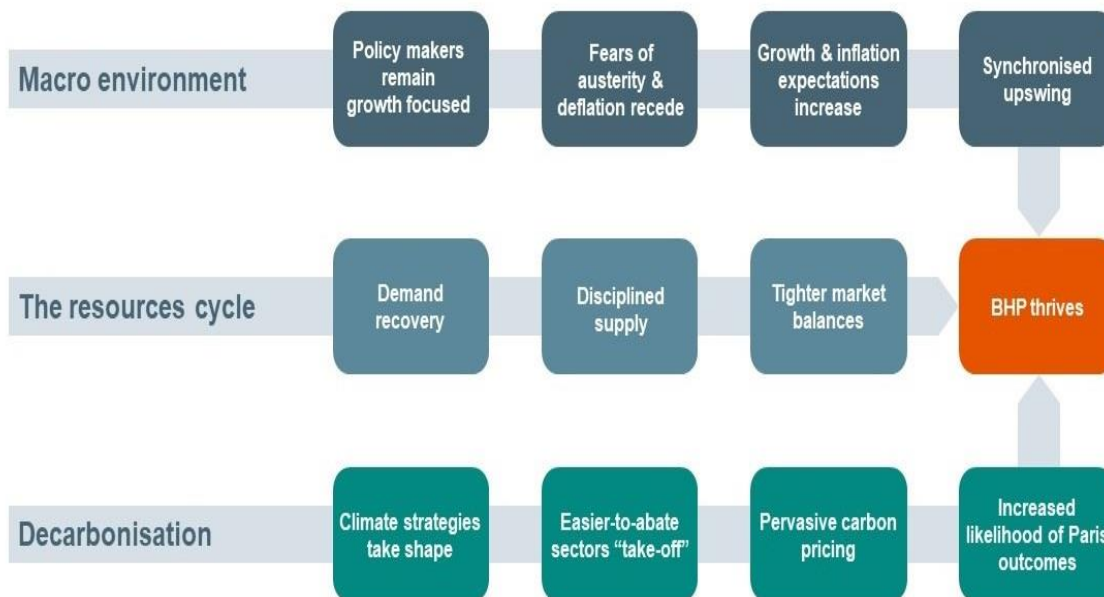 Macro environment
Policy makers
remain
growth focused
Fears of
austerity &
deflation recede
Growth & inflation
expectations
increase
Synchronised
upswing
The resources cycle
Demand
recovery
Disciplined
supply
Tighter market
balances
BHP thrives
Decarbonisation
Climate strategies
take shape
Easier-to-abate
sectors “take-off”
Pervasive carbon
pricing
Increased
likelihood of Paris
outcomes